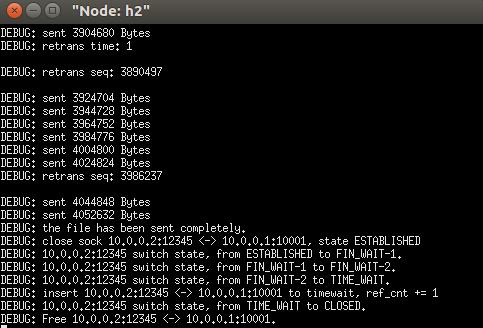 "Node: h2"
DEBUG: sent 3904680 Bytes
DEBUG: retrans time: 1
DEBUG: retrans seq: 3890497
DEBUG: sent 3924704 Bytes
DEBUG: sent 3944728 Bytes
DEBUG: sent 3964752 Bytes
DEBUG: sent 3984776 Bytes
DEBUG: sent 4004800 Bytes
DEBUG: sent 4024824 Bytes
DEBUG: retrans seq: 3986237
DEBUG: sent 4044848 Bytes
DEBUG: sent 4052632 Bytes
DEBUG: the file has been sent completely.
DEBUG: close sock 10.0.0.2:12345 <-> 10.0.0.1:10001, state ESTABLISHED
DEBUG: 10.0.0.2:12345 switch state, from ESTABLISHED to FIN_WAIT-1.
DEBUG: 10.0.0.2:12345 switch state, from FIN_WAIT-1 to FIN_WAIT-2.
DEBUG: 10.0.0.2:12345 switch state, from FIN_WAIT-2 to TIME_WAIT.
DEBUG: insert 10.0.0.2:12345 <-> 10.0.0.1:10001 to timewait, ref_cnt += 1
DEBUG: 10.0.0.2:12345 switch state, from TIME_WAIT to CLOSED.
DEBUG: Free 10.0.0.2:12345 <-> 10.0.0.1:10001.